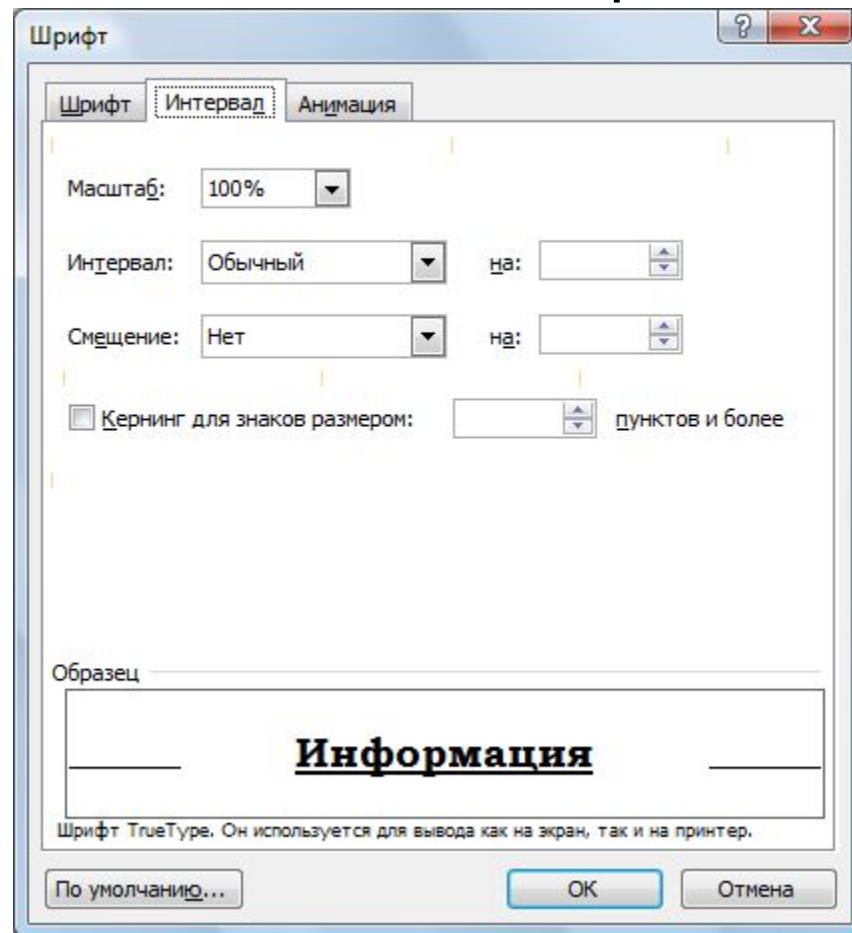 Шрифт
Шрифт Интервал Анимация
Масштаб: 100%
Интервал: Обычный на:
Смещение: Нет на:
Кернинг для знаков размером: пунктов и более
Образец
Информация
Шрифт TrueType. Он используется для вывода как на экран, так и на принтер.
По умолчанию... ОК Отмена